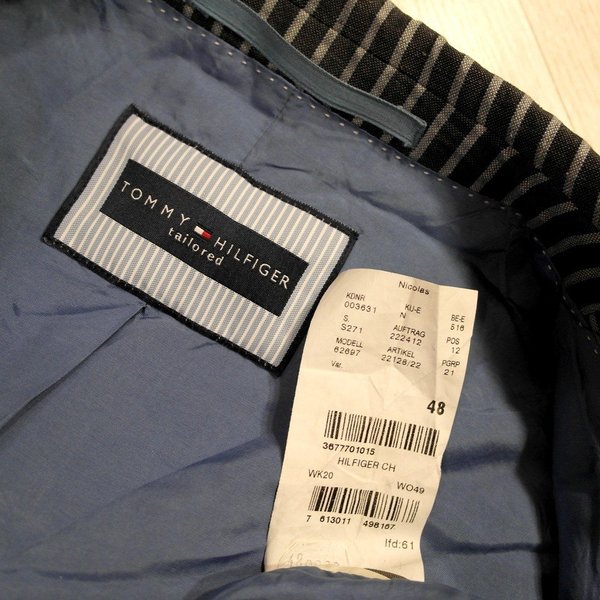 TOMMY HILFIGER
tailored
Nicolas
KDNR KU-E BE-E
003631 N S16
S. AUFTRAG POS
S271 222412 12
MODELL ARTIKEL PGRP
62697 22128/22 21
Var.
48
3677701015
HILFIGER CH
WK20 WO49
7 613011 498167
lfd:61